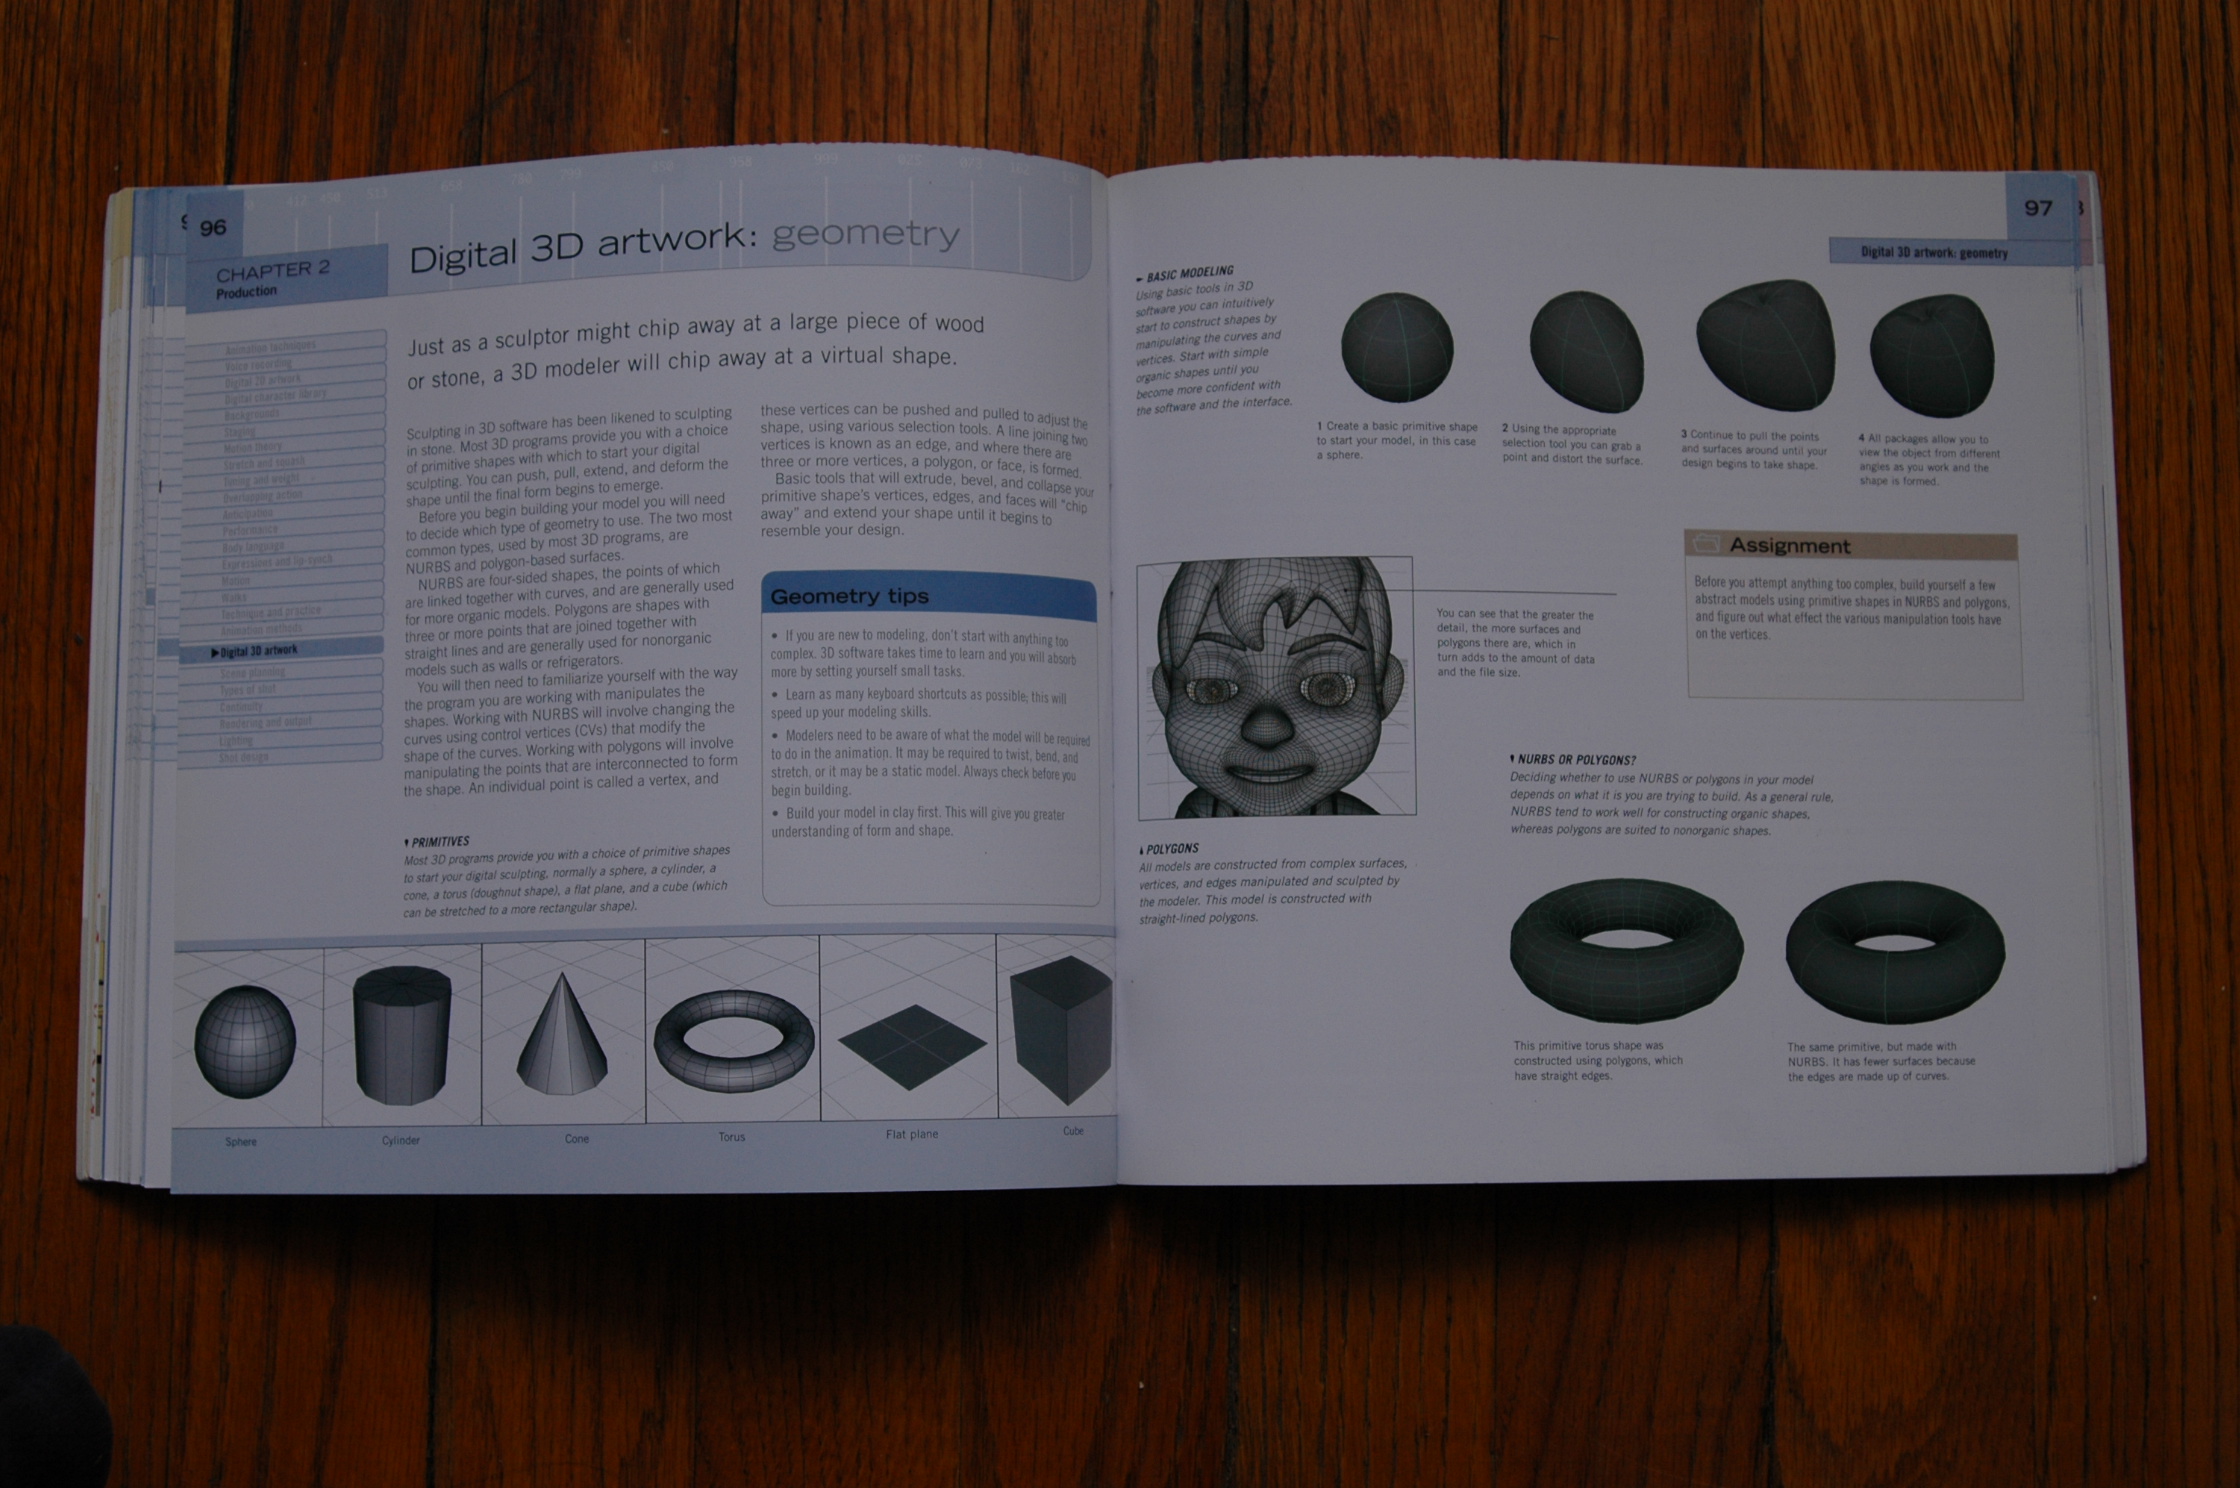 96
CHAPTER 2
Production
Digital 3D artwork: geometry
Just as a sculptor might chip away at a large piece of wood
or stone, a 3D modeler will chip away at a virtual shape.
▶ Digital 3D artwork
Sculpting in 3D software has been likened to sculpting
in stone. Most 3D programs provide you with a choice
of primitive shapes with which to start your digital
sculpting. You can push, pull, extend, and deform the
shape until the final form begins to emerge.
Before you begin building your model you will need
to decide which type of geometry to use. The two most
common types, used by most 3D programs, are
NURBS and polygon-based surfaces.
NURBS are four-sided shapes, the points of which
are linked together with curves, and are generally used
for more organic models. Polygons are shapes with
three or more points that are joined together with
straight lines and are generally used for nonorganic
models such as walls or refrigerators.
You will then need to familiarize yourself with the way
the program you are working with manipulates the
shapes. Working with NURBS will involve changing the
curves using control vertices (CVs) that modify the
shape of the curves. Working with polygons will involve
manipulating the points that are interconnected to form
the shape. An individual point is called a vertex, and
these vertices can be pushed and pulled to adjust the
shape, using various selection tools. A line joining two
vertices is known as an edge, and where there are
three or more vertices, a polygon, or face, is formed.
Basic tools that will extrude, bevel, and collapse your
primitive shape's vertices, edges, and faces will "chip
away" and extend your shape until it begins to
resemble your design.
Geometry tips
• If you are new to modeling, don't start with anything too
complex. 3D software takes time to learn and you will absorb
more by setting yourself small tasks.
• Learn as many keyboard shortcuts as possible; this will
speed up your modeling skills.
• Modelers need to be aware of what the model will be required
to do in the animation. It may be required to twist, bend, and
stretch, or it may be a static model. Always check before you
begin building.
• Build your model in clay first. This will give you greater
understanding of form and shape.
▼ PRIMITIVES
Most 3D programs provide you with a choice of primitive shapes
to start your digital sculpting, normally a sphere, a cylinder, a
cone, a torus (doughnut shape), a flat plane, and a cube (which
can be stretched to a more rectangular shape).
Sphere
Cylinder
Cone
Torus
Flat plane
Cube
97
Digital 3D artwork: geometry
► BASIC MODELING
Using basic tools in 3D
software you can intuitively
start to construct shapes by
manipulating the curves and
vertices. Start with simple
organic shapes until you
become more confident with
the software and the interface.
1 Create a basic primitive shape
to start your model, in this case
a sphere.
2 Using the appropriate
selection tool you can grab a
point and distort the surface.
3 Continue to pull the points
and surfaces around until your
design begins to take shape.
4 All packages allow you to
view the object from different
angles as you work and the
shape is formed.
You can see that the greater the
detail, the more surfaces and
polygons there are, which in
turn adds to the amount of data
and the file size.
Assignment
Before you attempt anything too complex, build yourself a few
abstract models using primitive shapes in NURBS and polygons,
and figure out what effect the various manipulation tools have
on the vertices.
▲ POLYGONS
All models are constructed from complex surfaces,
vertices, and edges manipulated and sculpted by
the modeler. This model is constructed with
straight-lined polygons.
▼ NURBS OR POLYGONS?
Deciding whether to use NURBS or polygons in your model
depends on what it is you are trying to build. As a general rule,
NURBS tend to work well for constructing organic shapes,
whereas polygons are suited to nonorganic shapes.
This primitive torus shape was
constructed using polygons, which
have straight edges.
The same primitive, but made with
NURBS. It has fewer surfaces because
the edges are made up of curves.